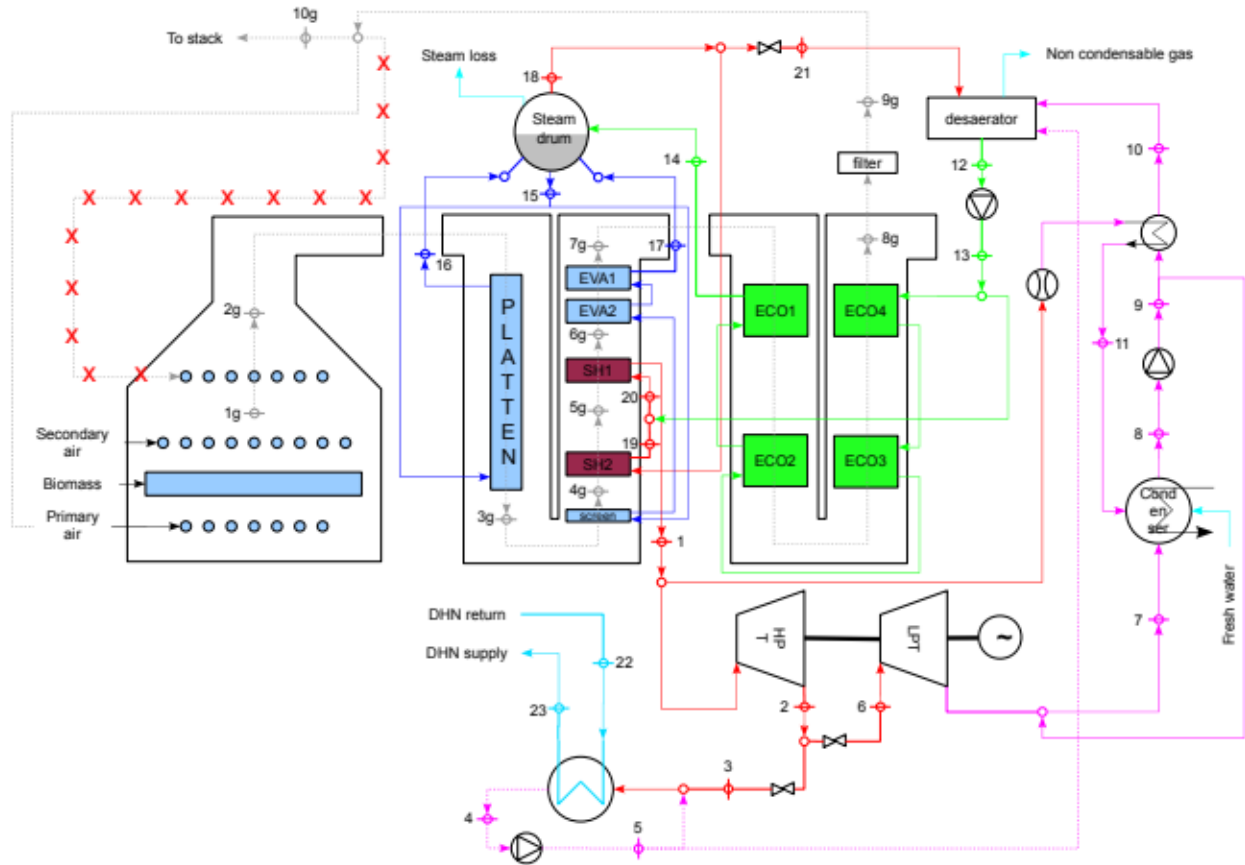 10g
To stack
Steam loss
Non condensable gas
18
21
9g
Steam
drum
desaerator
14
filter
12
10
15
7g
17
8g
13
16
EVA1
EVA2
PLATTEN
ECO1
ECO4
9
2g
6g
11
SH1
20
5g
1g
8
19
Secondary
air
SH2
ECO2
ECO3
Biomass
4g
Cond
en
ser
3g
screen
Primary
air
1
7
Fresh water
DHN return
HP
T
LPT
~
DHN supply
22
23
2
6
3
4
5
X X X X X X X X X X X X X X X